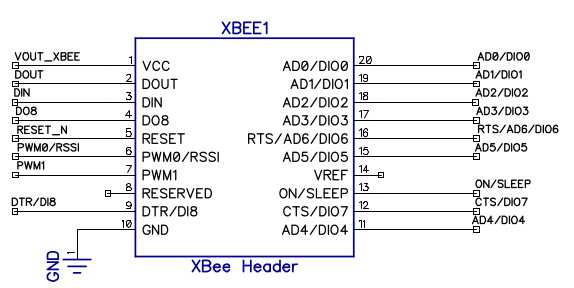 XBEE1
VOUT_XBEE 1 VCC AD0/DIO0 20 AD0/DIO0
DOUT 2 DOUT AD1/DIO1 19 AD1/DIO1
DIN 3 DIN AD2/DIO2 18 AD2/DIO2
DO8 4 DO8 AD3/DIO3 17 AD3/DIO3
RESET_N 5 RESET RTS/AD6/DIO6 16 RTS/AD6/DIO6
PWM0/RSSI 6 PWM0/RSSI AD5/DIO5 15 AD5/DIO5
PWM1 7 PWM1 VREF 14
8 RESERVED ON/SLEEP 13 ON/SLEEP
DTR/DI8 9 DTR/DI8 CTS/DIO7 12 CTS/DIO7
10 GND AD4/DIO4 11 AD4/DIO4
GND 1
XBee Header